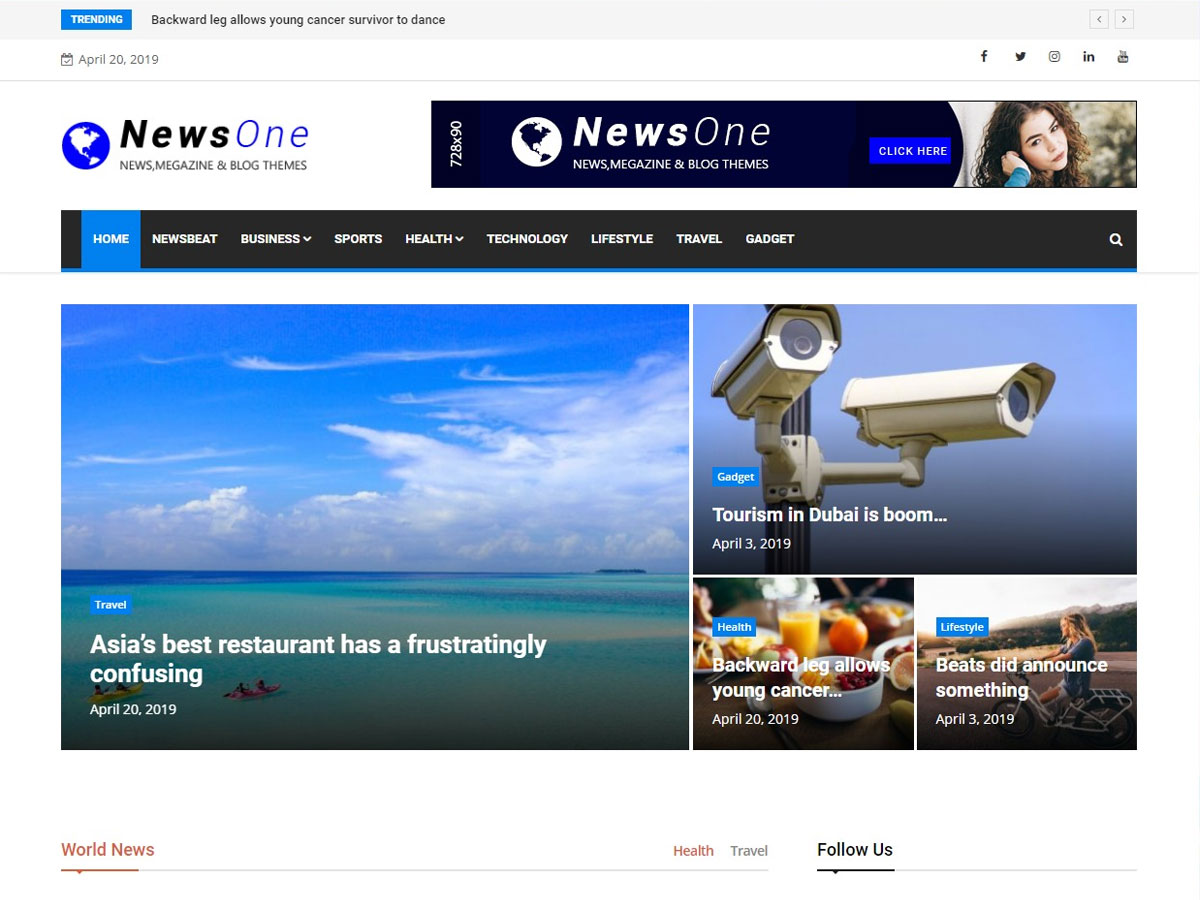 TRENDING Backward leg allows young cancer survivor to dance
April 20, 2019
NewsOne
NEWS,MEGAZINE & BLOG THEMES
728x90
NewsOne
NEWS,MEGAZINE & BLOG THEMES
CLICK HERE
HOME NEWSBEAT BUSINESS SPORTS HEALTH TECHNOLOGY LIFESTYLE TRAVEL GADGET
Travel
Asia’s best restaurant has a frustratingly
confusing
April 20, 2019
Gadget
Tourism in Dubai is boom...
April 3, 2019
Health
Backward leg allows
young cancer...
April 20, 2019
Lifestyle
Beats did announce
something
April 3, 2019
World News Health Travel
Follow Us